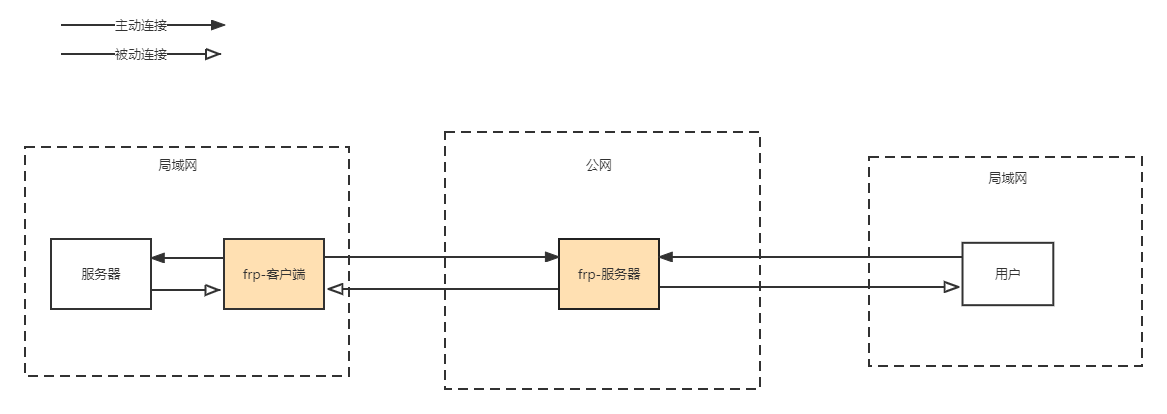 主动连接
被动连接
局域网
公网
局域网
服务器
frp-客户端
frp-服务器
用户